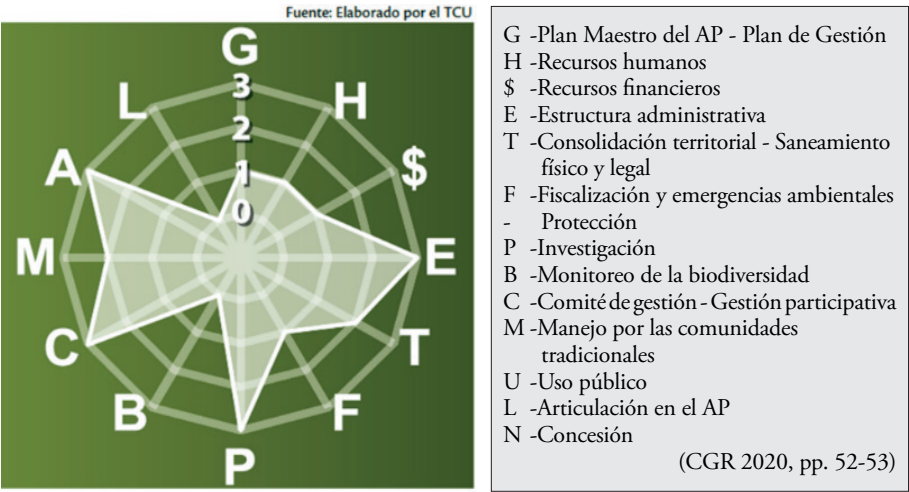 Fuente: Elaborado por el TCU
G
3
H
L
2
A
1
$
0
M
E
C
T
B
F
P
G -Plan Maestro del AP - Plan de Gestión
H -Recursos humanos
$ -Recursos financieros
E -Estructura administrativa
T -Consolidación territorial - Saneamiento
físico y legal
F -Fiscalización y emergencias ambientales
- Protección
P -Investigación
B -Monitoreo de la biodiversidad
C -Comité de gestión - Gestión participativa
M -Manejo por las comunidades
tradicionales
U -Uso público
L -Articulación en el AP
N -Concesión
(CGR 2020, pp. 52-53)